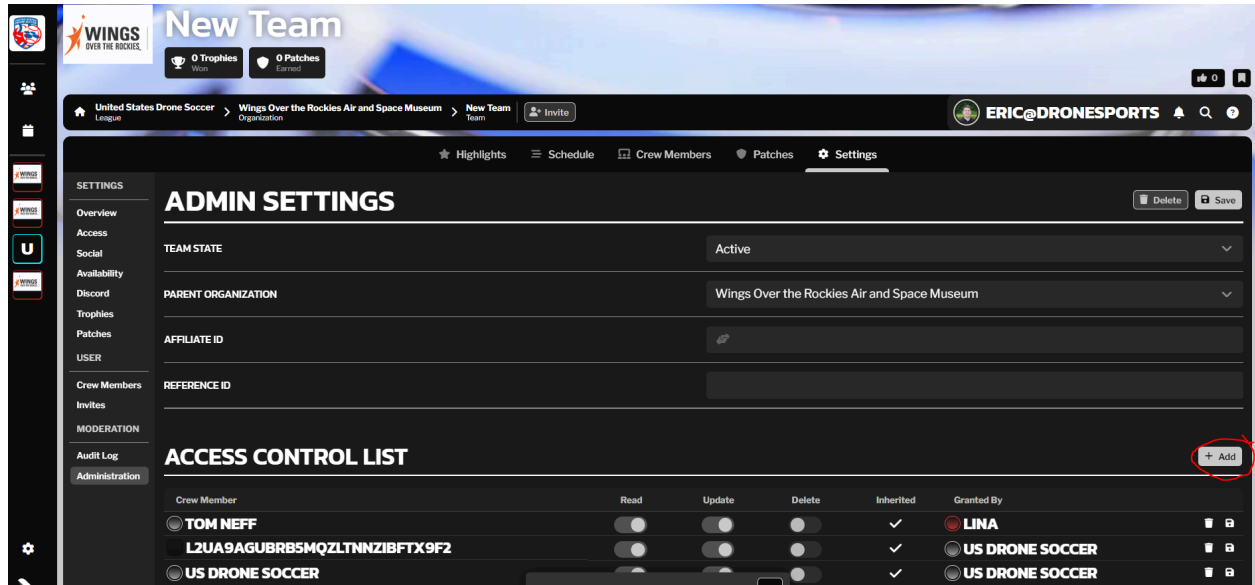 WINGS
OVER THE ROCKIES
New Team
0 Trophies
Won
0 Patches
Earned
0
United States Drone Soccer
League
Wings Over the Rockies Air and Space Museum
Organization
New Team
Team
Invite
ERIC@DRONESPORTS
Highlights
Schedule
Crew Members
Patches
Settings
WINGS
WINGS
U
WINGS
SETTINGS
Overview
Access
Social
Availability
Discord
Trophies
Patches
USER
Crew Members
Invites
MODERATION
Audit Log
Administration
ADMIN SETTINGS
Delete
Save
TEAM STATE
Active
PARENT ORGANIZATION
Wings Over the Rockies Air and Space Museum
AFFILIATE ID
REFERENCE ID
ACCESS CONTROL LIST
+ Add
Crew Member Read Update Delete Inherited Granted By
TOM NEFF LINA
L2UA9AGUBRB5MQZLTNNZIBFTX9F2 US DRONE SOCCER
US DRONE SOCCER US DRONE SOCCER